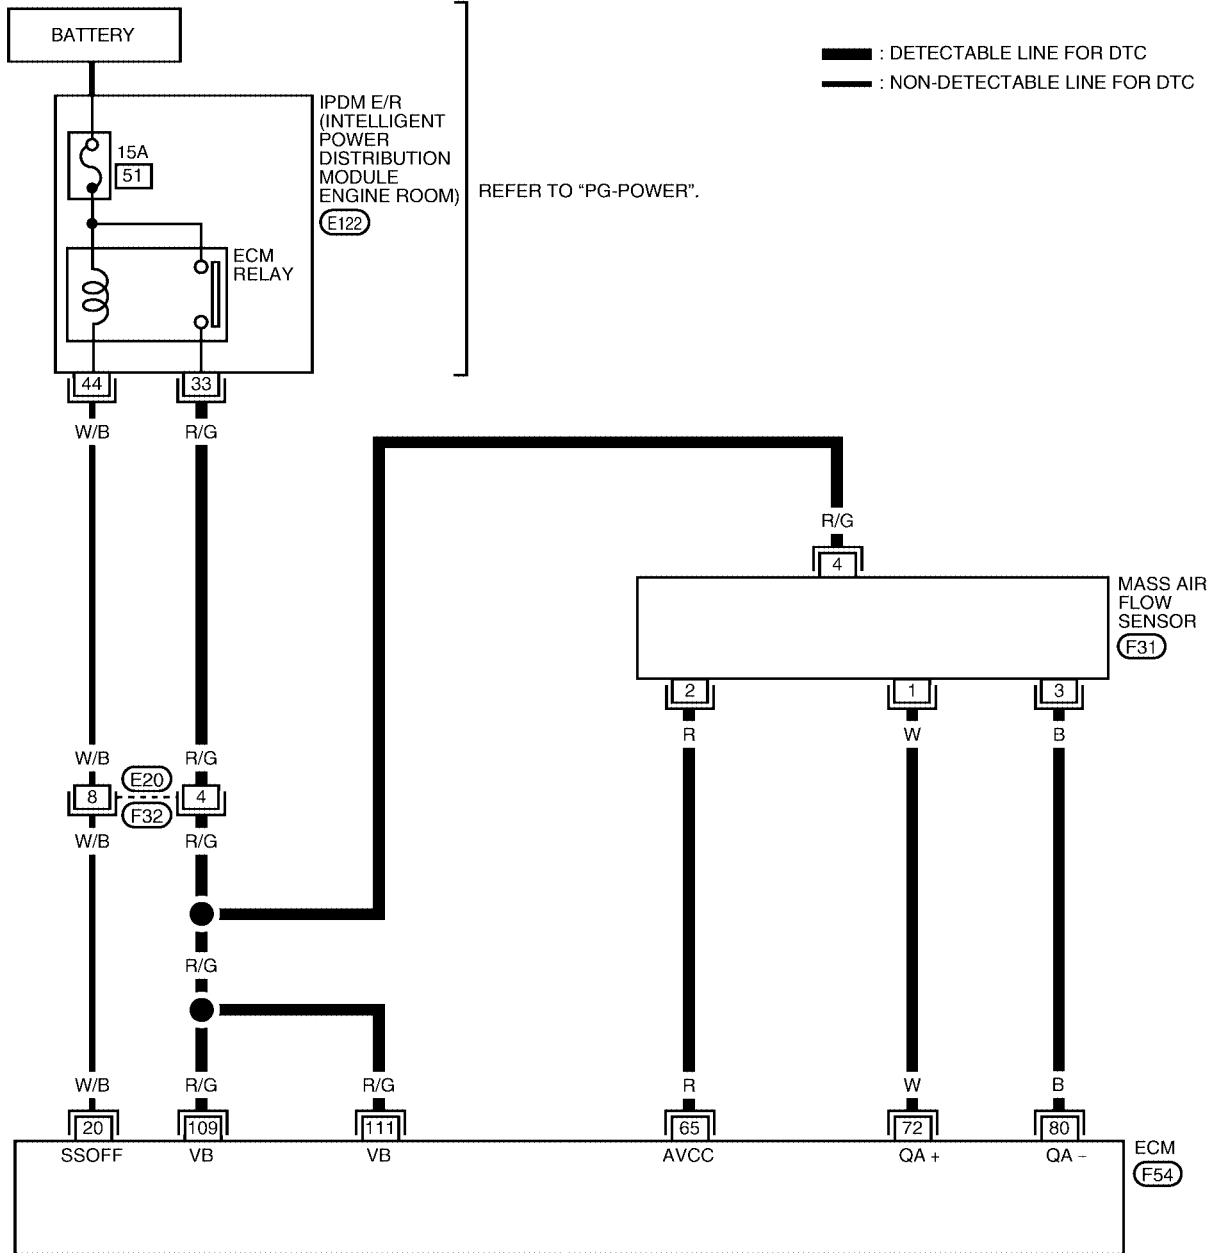 BATTERY
: DETECTABLE LINE FOR DTC
: NON-DETECTABLE LINE FOR DTC
IPDM E/R
(INTELLIGENT
POWER
DISTRIBUTION
MODULE
ENGINE ROOM)
E122
15A
51
REFER TO “PG-POWER”.
ECM
RELAY
44
33
W/B
R/G
R/G
4
MASS AIR
FLOW
SENSOR
F31
2
1
3
R
W
B
W/B
R/G
8
E20
F32
4
W/B
R/G
R/G
W/B
R/G
R/G
R
W
B
20
109
111
65
72
80
SSOFF
VB
VB
AVCC
QA +
QA –
ECM
F54